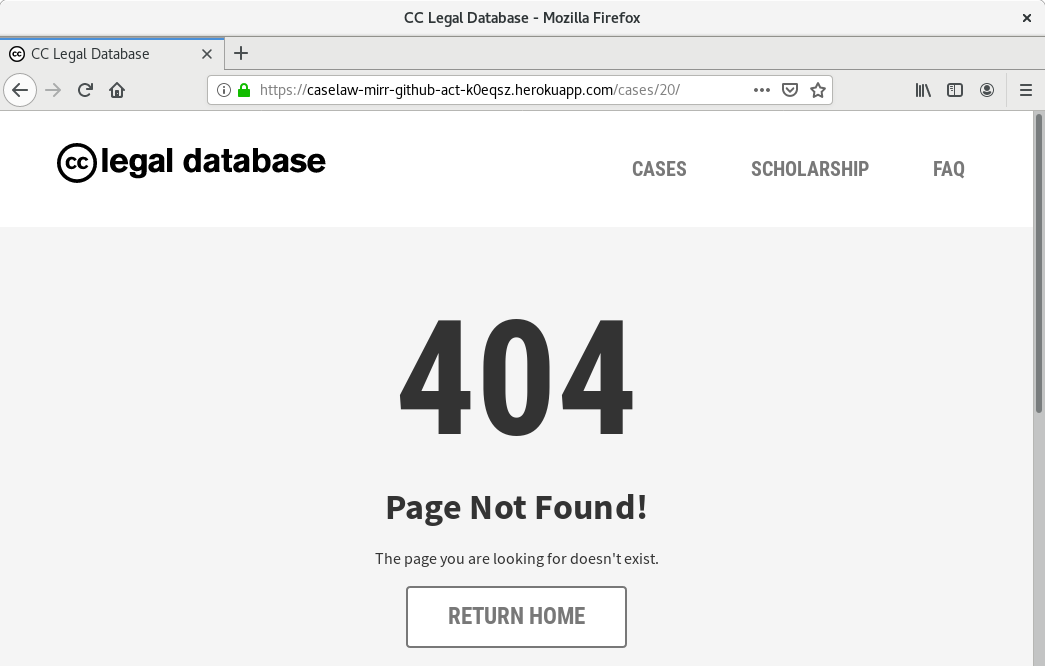 CC Legal Database - Mozilla Firefox
cc CC Legal Database
https://caselaw-mirr-github-act-k0eqsz.herokuapp.com/cases/20/
cc legal database
CASES SCHOLARSHIP FAQ
404
Page Not Found!
The page you are looking for doesn't exist.
RETURN HOME